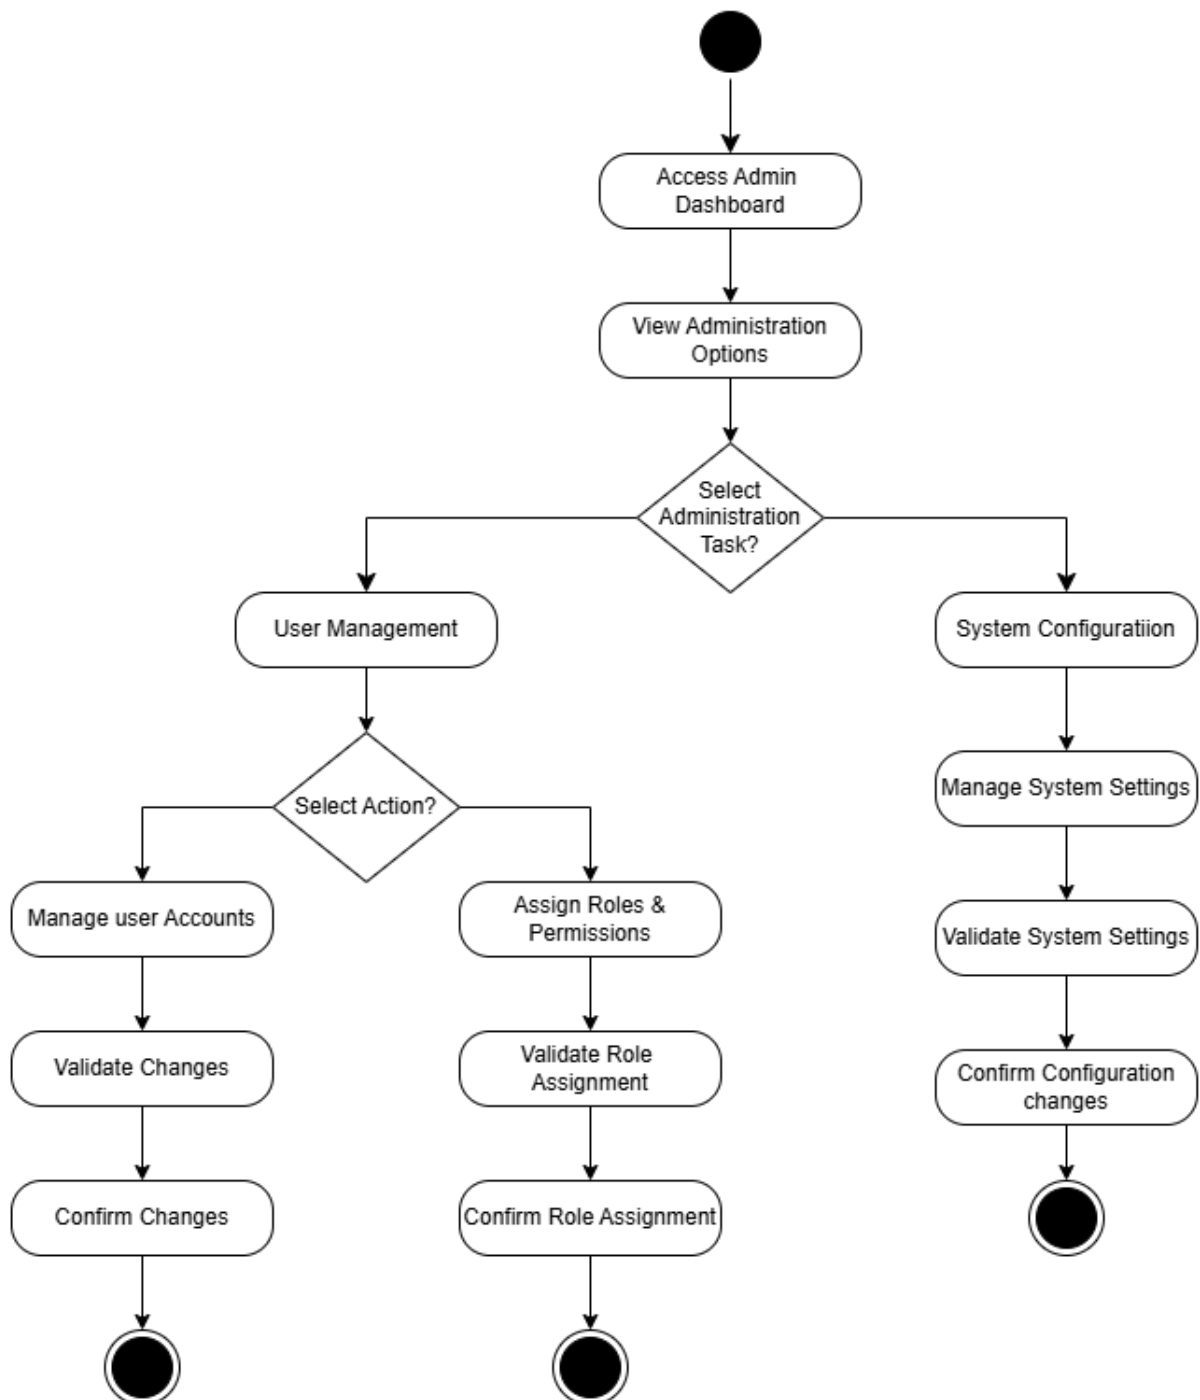 Access Admin
Dashboard
View Administration
Options
Select
Administration
Task?
User Management
System Configuratiion
Select Action?
Manage System Settings
Manage user Accounts
Assign Roles &
Permissions
Validate System Settings
Validate Changes
Validate Role
Assignment
Confirm Configuration
changes
Confirm Changes
Confirm Role Assignment